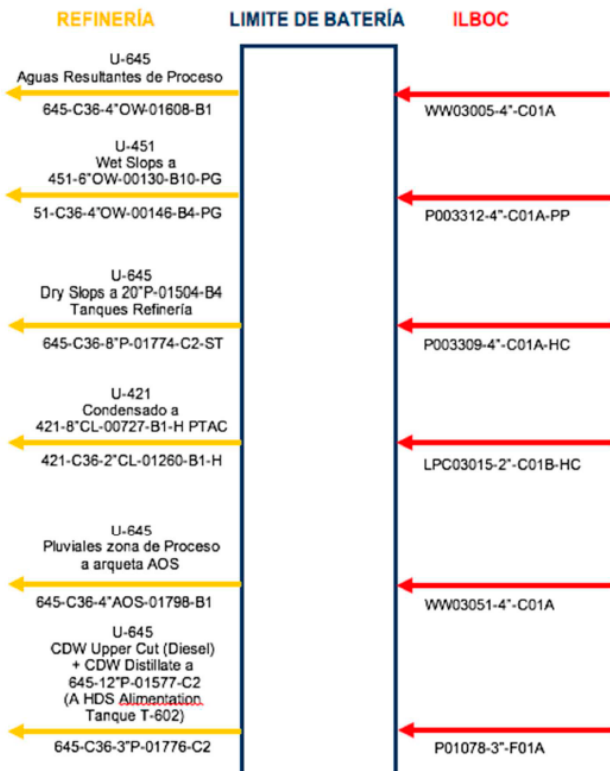 REFINERÍA LIMITE DE BATERÍA ILBOC
U-645
Aguas Resultantes de Proceso
645-C36-4"OW-01608-B1
WW03005-4"-C01A
U-451
Wet Slops a
451-6"OW-00130-B10-PG
51-C36-4"OW-00146-B4-PG
P003312-4"-C01A-PP
U-645
Dry Slops a 20"P-01504-B4
Tanques Refinería
645-C36-8"P-01774-C2-ST
P003309-4"-C01A-HC
U-421
Condensado a
421-8"CL-00727-B1-H PTAC
421-C36-2"CL-01260-B1-H
LPC03015-2"-C01B-HC
U-645
Pluviales zona de Proceso
a arqueta AOS
645-C36-4"AOS-01798-B1
WW03051-4"-C01A
U-645
CDW Upper Cut (Diesel)
+ CDW Distillate a
645-12"P-01577-C2
(A HDS Alimentation
Tanque T-602)
645-C36-3"P-01776-C2
P01078-3"-F01A